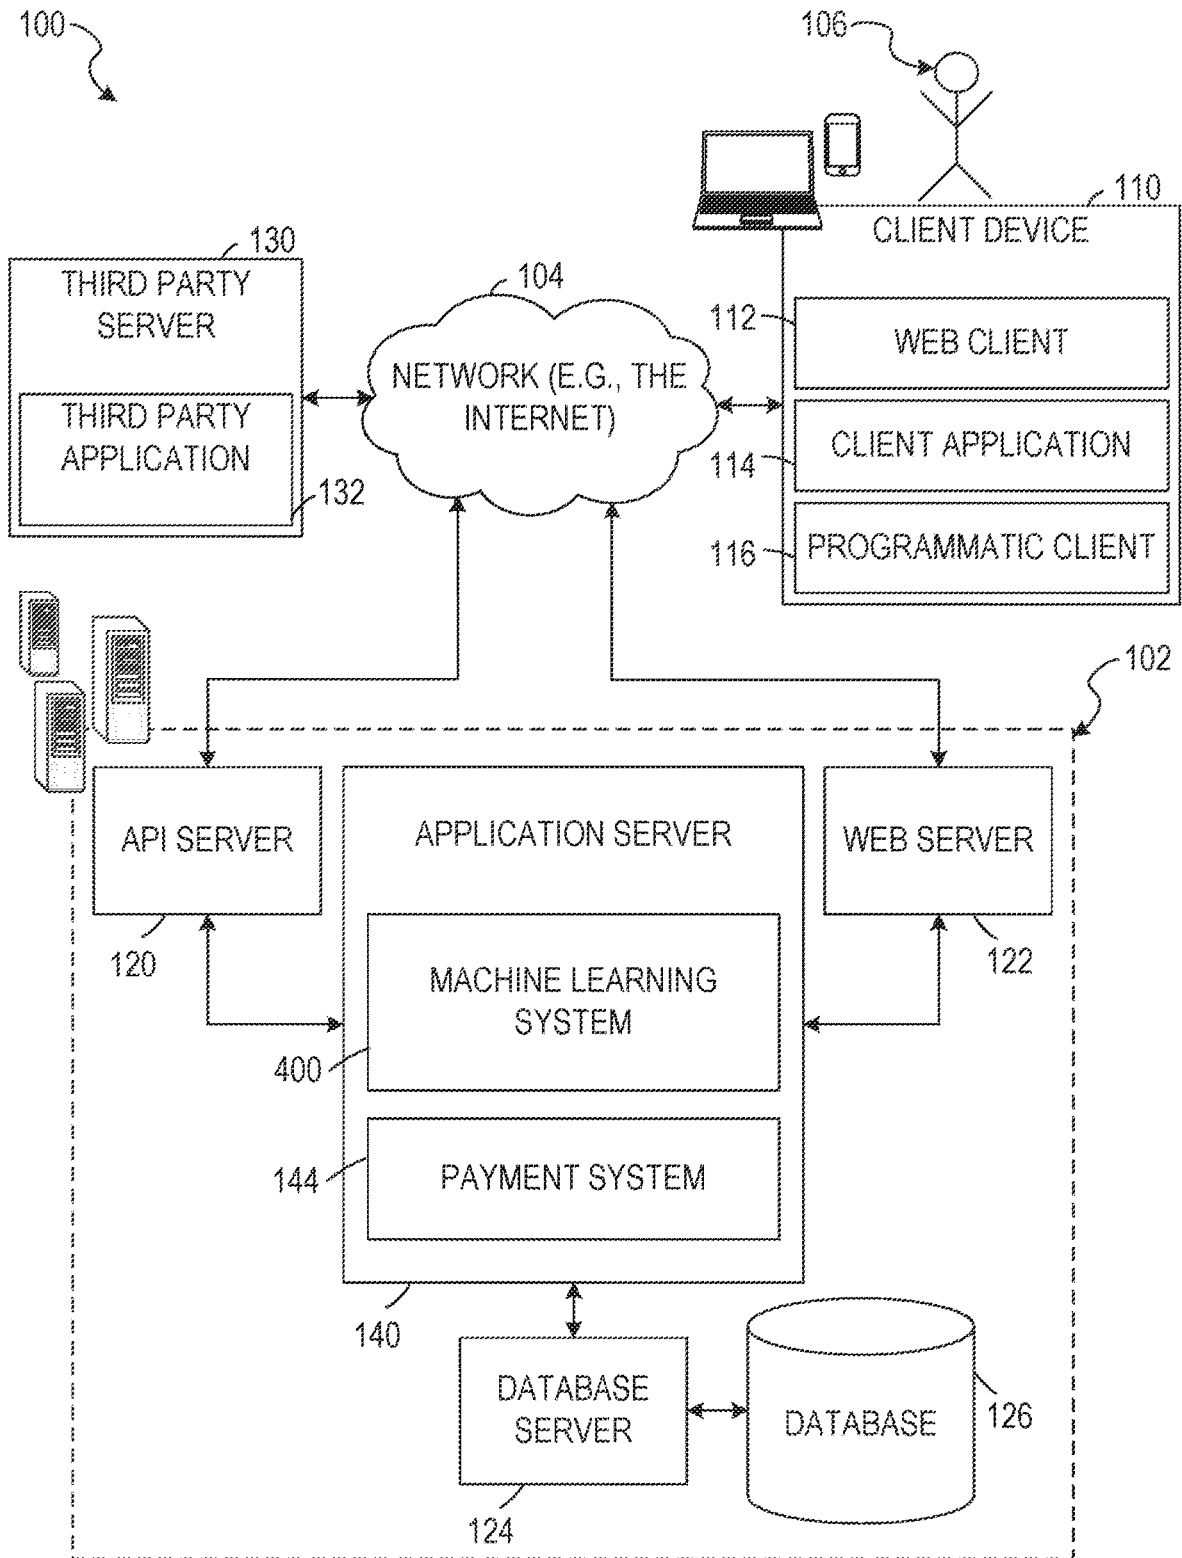 100
106
110
CLIENT DEVICE
130
THIRD PARTY
SERVER
104
112
WEB CLIENT
NETWORK (E.G., THE
INTERNET)
THIRD PARTY
APPLICATION
132
114
CLIENT APPLICATION
116
PROGRAMMATIC CLIENT
102
API SERVER
APPLICATION SERVER
WEB SERVER
120
122
MACHINE LEARNING
SYSTEM
400
144
PAYMENT SYSTEM
140
DATABASE
SERVER
DATABASE
126
124